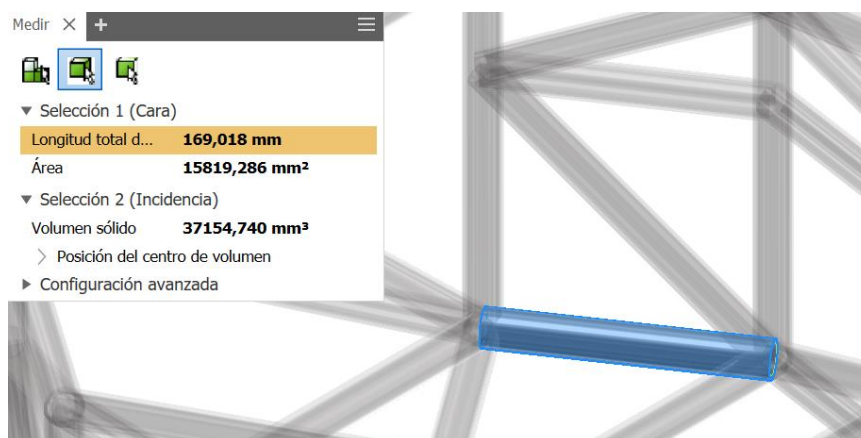 Medir
Selección 1 (Cara)
Longitud total d... 169,018 mm
Área 15819,286 mm²
Selección 2 (Incidencia)
Volumen sólido 37154,740 mm³
Posición del centro de volumen
Configuración avanzada